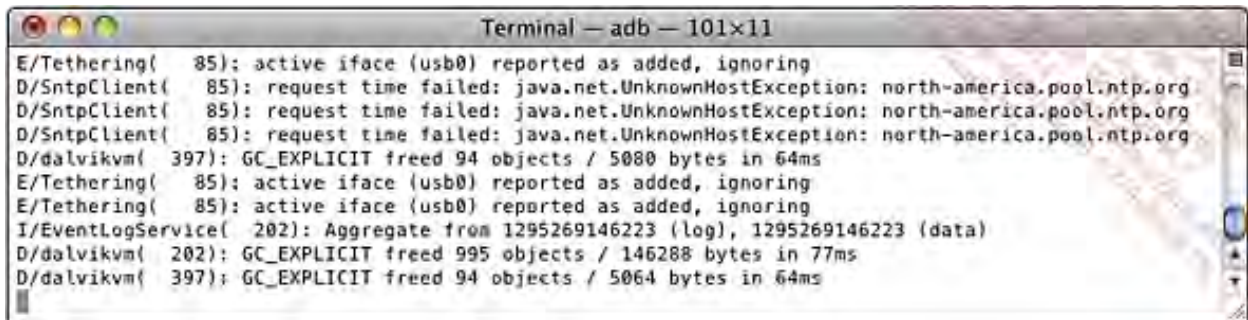 Terminal — adb — 101×11
E/Tethering(   85): active iface (usb0) reported as added, ignoring
D/SntpClient(   85): request time failed: java.net.UnknownHostException: north-america.pool.ntp.org
D/SntpClient(   85): request time failed: java.net.UnknownHostException: north-america.pool.ntp.org
D/SntpClient(   85): request time failed: java.net.UnknownHostException: north-america.pool.ntp.org
D/dalvikvm(  397): GC_EXPLICIT freed 94 objects / 5080 bytes in 64ms
E/Tethering(   85): active iface (usb0) reported as added, ignoring
E/Tethering(   85): active iface (usb0) reported as added, ignoring
I/EventLogService(  202): Aggregate from 1295269146223 (log), 1295269146223 (data)
D/dalvikvm(  202): GC_EXPLICIT freed 995 objects / 146288 bytes in 77ms
D/dalvikvm(  397): GC_EXPLICIT freed 94 objects / 5064 bytes in 64ms